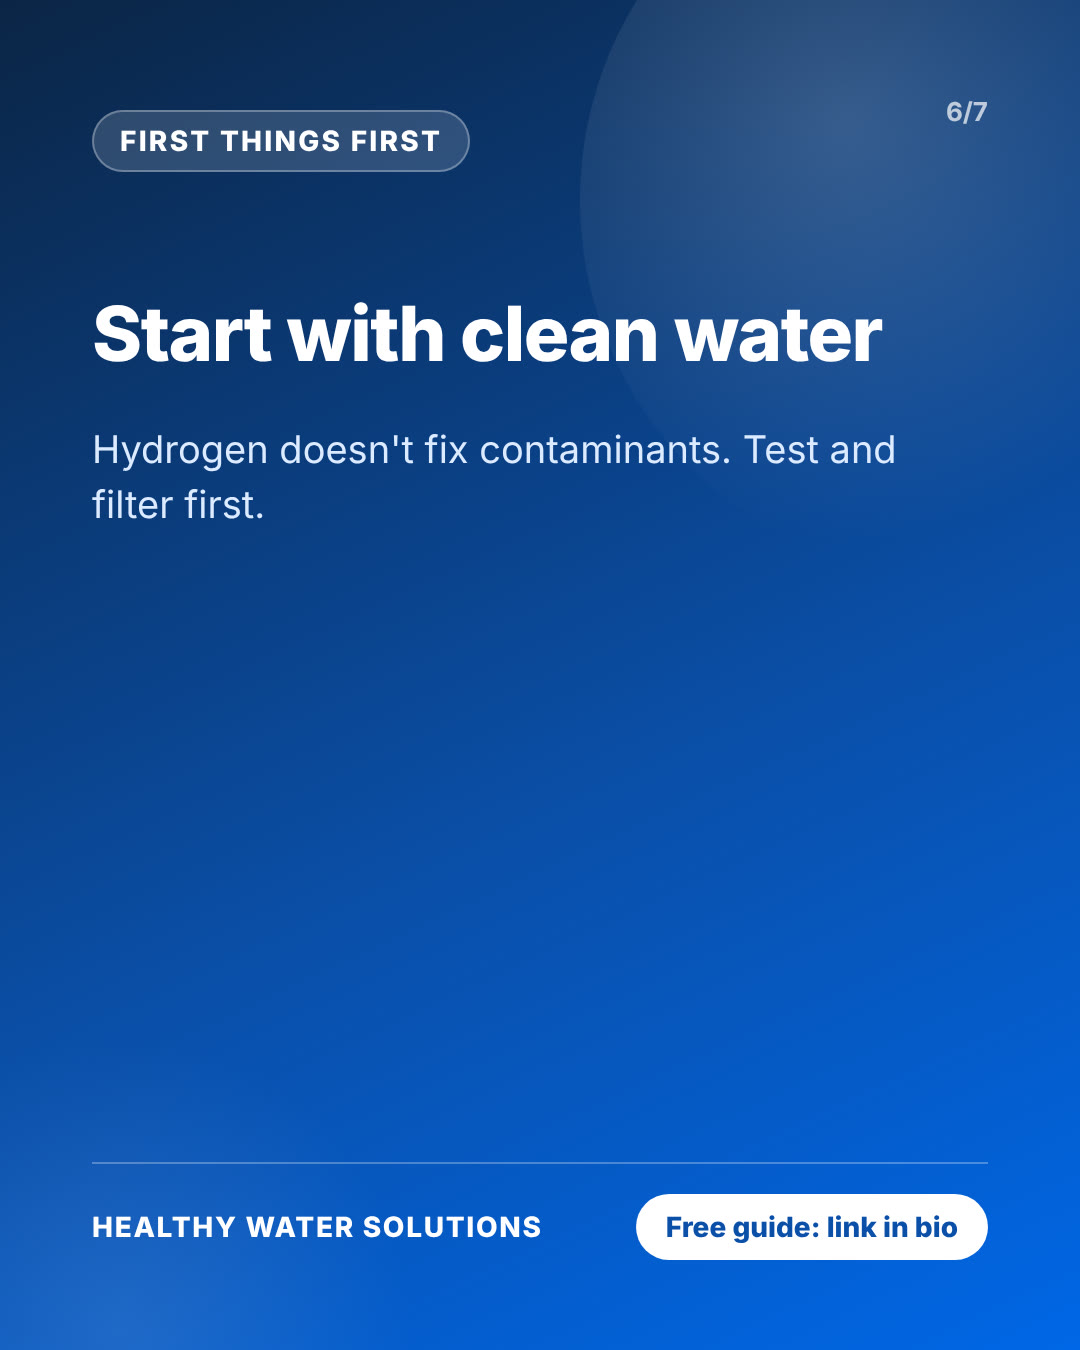 FIRST THINGS FIRST
6/7
Start with clean water
Hydrogen doesn't fix contaminants. Test and
filter first.
HEALTHY WATER SOLUTIONS
Free guide: link in bio